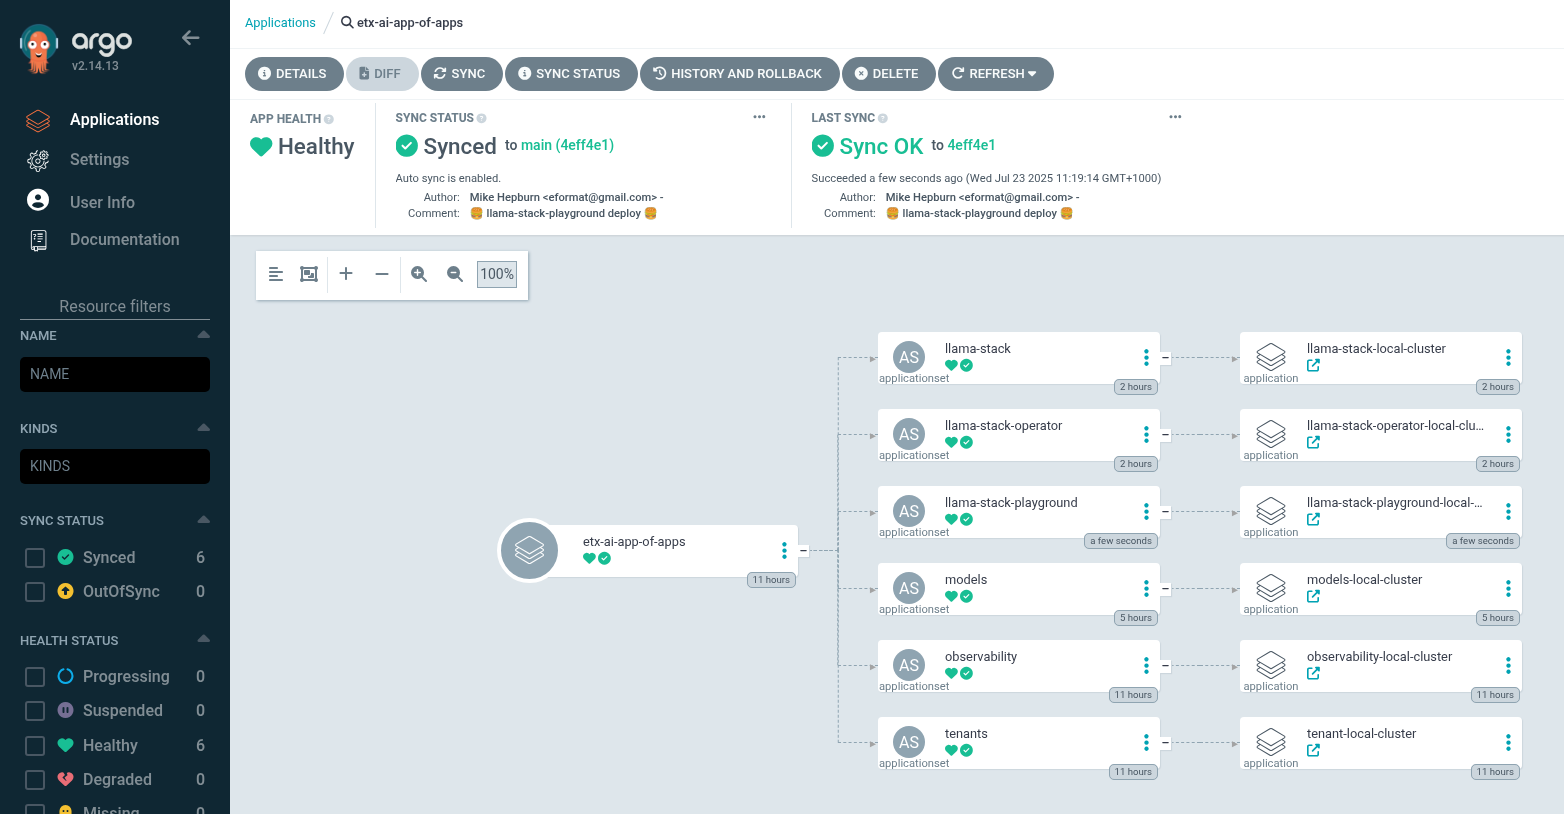 argo
v2.14.13
Applications
Settings
User Info
Documentation
Resource filters
NAME
NAME
KINDS
KINDS
SYNC STATUS
Synced 6
OutOfSync 0
HEALTH STATUS
Progressing 0
Suspended 0
Healthy 6
Degraded 0
Missing 0
Applications / etx-ai-app-of-apps
DETAILS DIFF SYNC SYNC STATUS HISTORY AND ROLLBACK DELETE REFRESH
APP HEALTH
Healthy
SYNC STATUS
Synced to main (4eff4e1)
Auto sync is enabled.
Author: Mike Hepburn <eformat@gmail.com> -
Comment: 🍔 llama-stack-playground deploy 🍔
LAST SYNC
Sync OK to 4eff4e1
Succeeded a few seconds ago (Wed Jul 23 2025 11:19:14 GMT+1000)
Author: Mike Hepburn <eformat@gmail.com> -
Comment: 🍔 llama-stack-playground deploy 🍔
100%
etx-ai-app-of-apps
11 hours
AS
llama-stack
applicationset
2 hours
llama-stack-local-cluster
application
2 hours
AS
llama-stack-operator
applicationset
2 hours
llama-stack-operator-local-clu...
application
2 hours
AS
llama-stack-playground
applicationset
a few seconds
llama-stack-playground-local-...
application
a few seconds
AS
models
applicationset
5 hours
models-local-cluster
application
5 hours
AS
observability
applicationset
11 hours
observability-local-cluster
application
11 hours
AS
tenants
applicationset
11 hours
tenant-local-cluster
application
11 hours